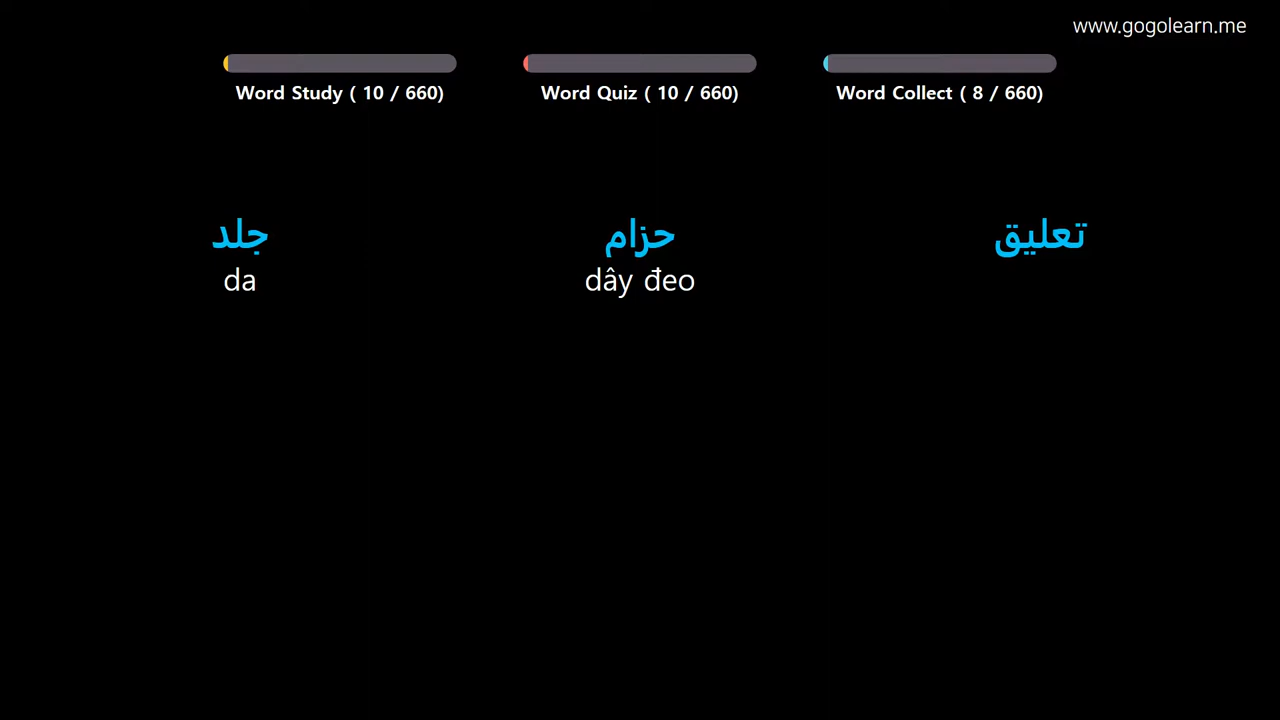 www.gogolearn.me
Word Study ( 10 / 660)
Word Quiz ( 10 / 660)
Word Collect ( 8 / 660)
جلد
da
حزام
dây đeo
تعليق